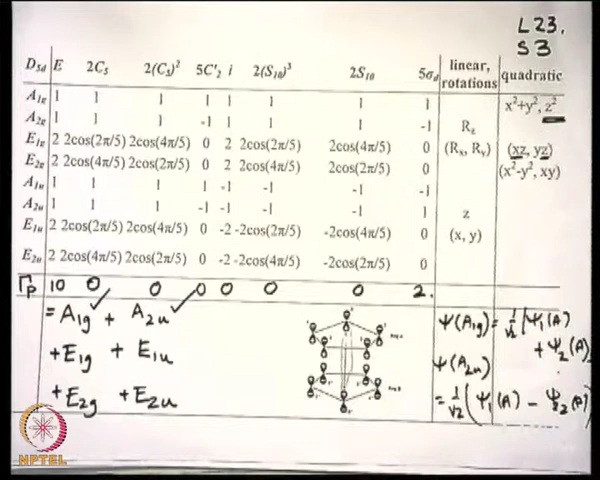 L23.
S3
D5d E 2C5 2(C5)² 5C'2 i 2(S10)³ 2S10 5σd linear, rotations quadratic
A1g 1 1 1 1 1 1 1 1 x²+y², z²
A2g 1 1 1 -1 1 1 1 -1 Rz
E1g 2 2cos(2π/5) 2cos(4π/5) 0 2 2cos(2π/5) 2cos(4π/5) 0 (Rx, Ry) (xz, yz)
E2g 2 2cos(4π/5) 2cos(2π/5) 0 2 2cos(4π/5) 2cos(2π/5) 0 (x²-y², xy)
A1u 1 1 1 1 -1 -1 -1 -1
A2u 1 1 1 -1 -1 -1 -1 1 z
E1u 2 2cos(2π/5) 2cos(4π/5) 0 -2 -2cos(2π/5) -2cos(4π/5) 0 (x, y)
E2u 2 2cos(4π/5) 2cos(2π/5) 0 -2 -2cos(4π/5) -2cos(2π/5) 0
Γp 10 0 0 0 0 0 0 2.
= A1g ✓ + A2u ✓
+ E1g + E1u
+ E2g + E2u
Ψ(A1g) = 1/√2 [Ψ1(A)
+ Ψ2(A)
Ψ(A2u)
= 1/√2 (Ψ1(A) - Ψ2(A))
NPTEL